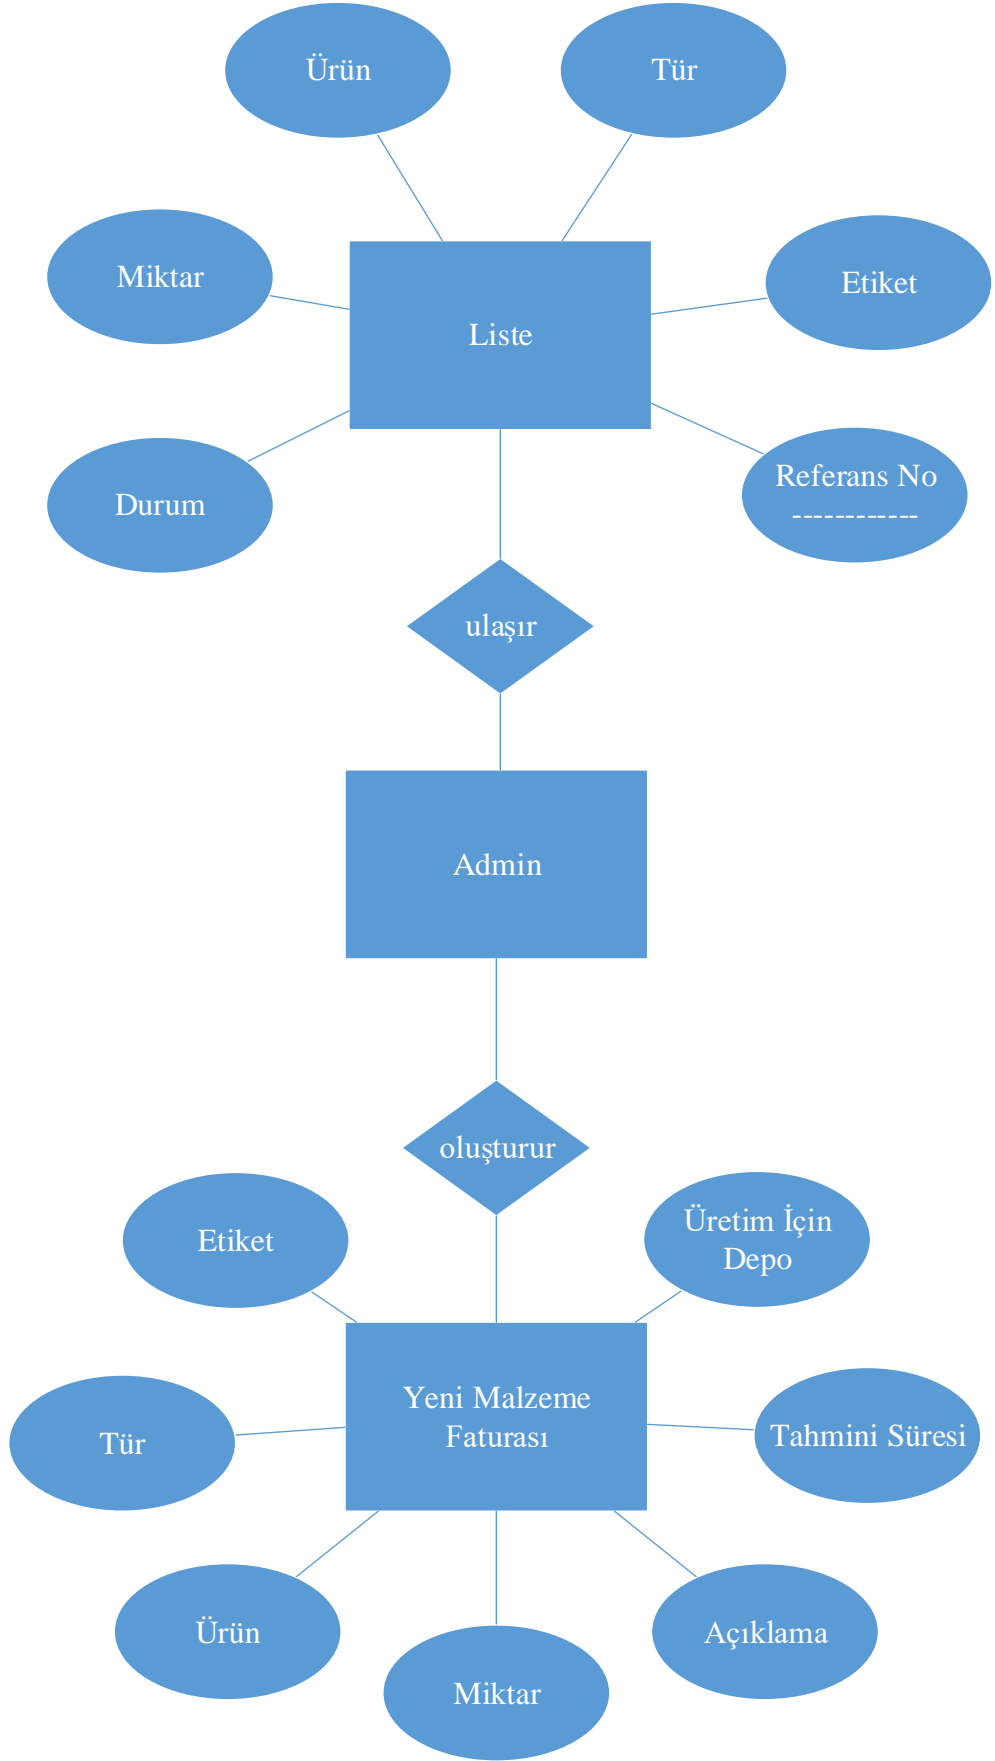 Ürün
Tür
Miktar
Etiket
Liste
Referans No
------------
Durum
ulaşır
Admin
oluşturur
Etiket
Üretim İçin
Depo
Yeni Malzeme
Faturası
Tür
Tahmini Süresi
Ürün
Açıklama
Miktar